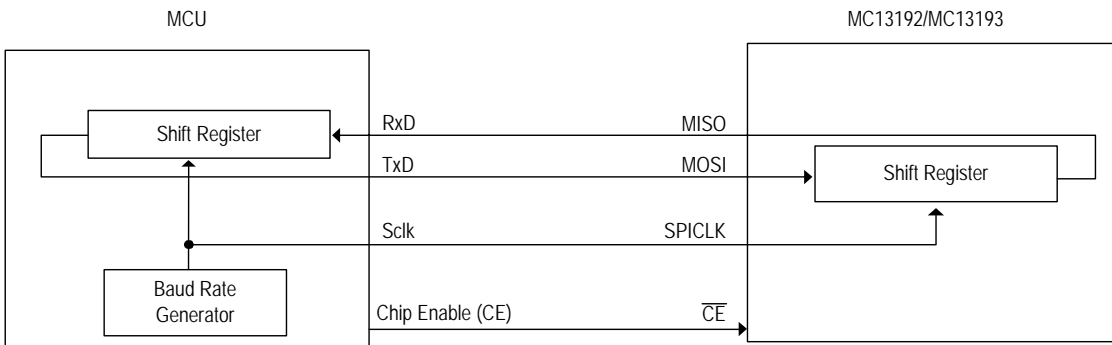 MCU
MC13192/MC13193
Shift Register
RxD
MISO
TxD
MOSI
Shift Register
Sclk
SPICLK
Baud Rate
Generator
Chip Enable (CE)
CE